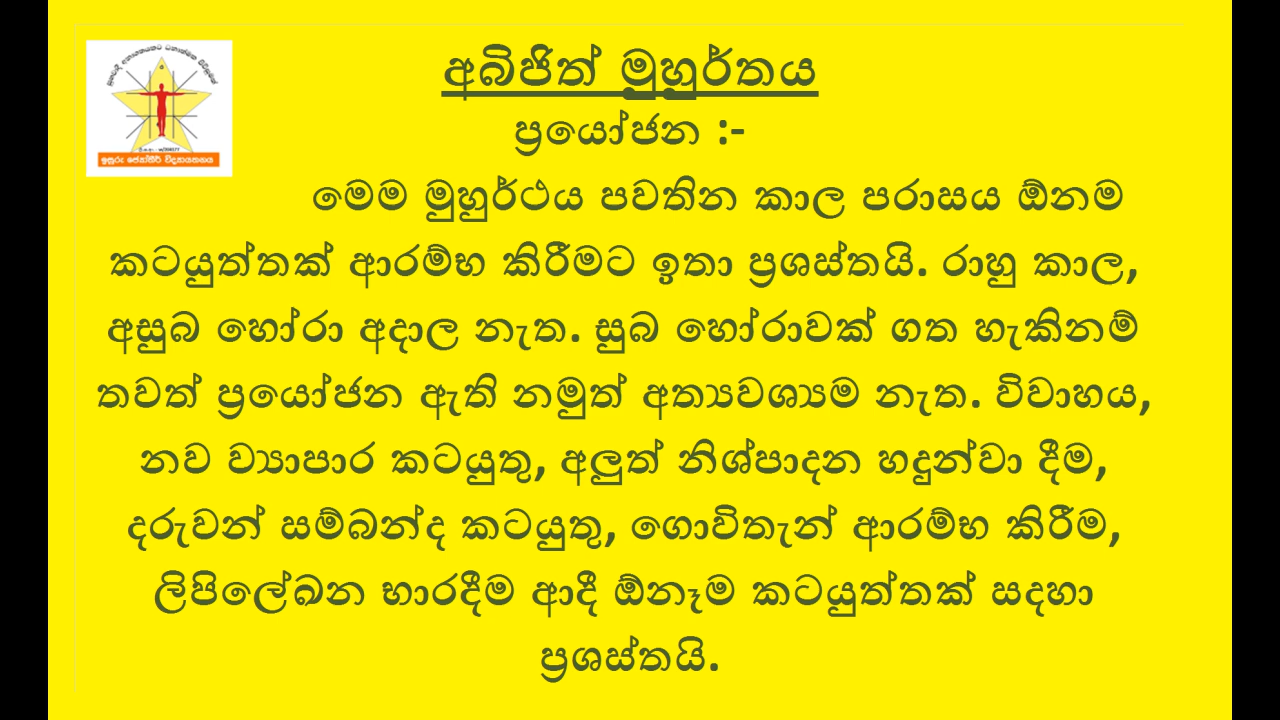 අබිජිත් මුහුර්තය
ප්‍රයෝජන :-
මෙම මුහුර්ථය පවතින කාල පරාසය ඕනම
කටයුත්තක් ආරම්භ කිරීමට ඉතා ප්‍රශස්තයි. රාහු කාල,
අසුබ හෝරා අදාල නැත. සුබ හෝරාවක් ගත හැකිනම්
තවත් ප්‍රයෝජන ඇති නමුත් අත්‍යවශ්‍යම නැත. විවාහය,
නව ව්‍යාපාර කටයුතු, අලුත් නිශ්පාදන හදුන්වා දීම,
දරුවන් සම්බන්ද කටයුතු, ගොවිතැන් ආරම්භ කිරීම,
ලිපිලේඛන භාරදීම ආදී ඕනෑම කටයුත්තක් සදහා
ප්‍රශස්තයි.